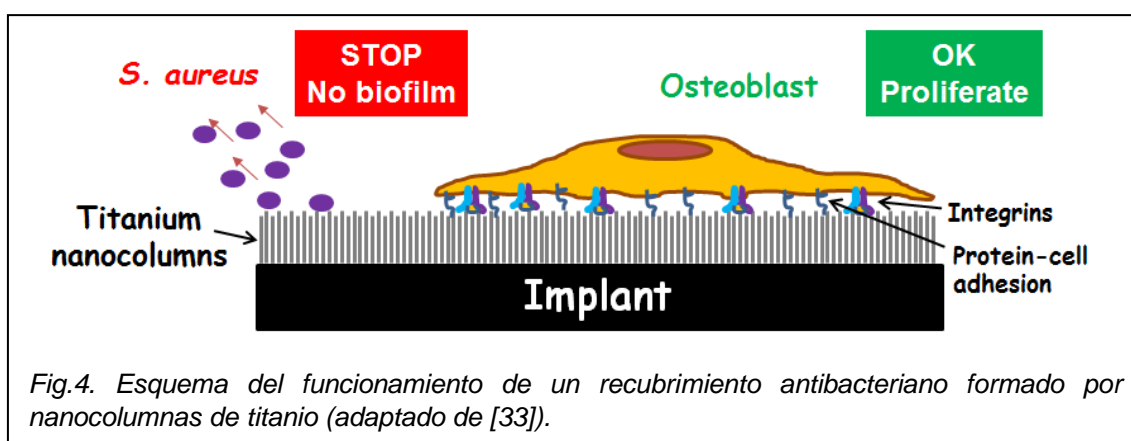 S. aureus
STOP
No biofilm
Osteoblast
OK
Proliferate
Titanium
nanocolumns
Integrins
Protein-cell
adhesion
Implant
Fig.4. Esquema del funcionamiento de un recubrimiento antibacteriano formado por
nanocolumnas de titanio (adaptado de [33]).